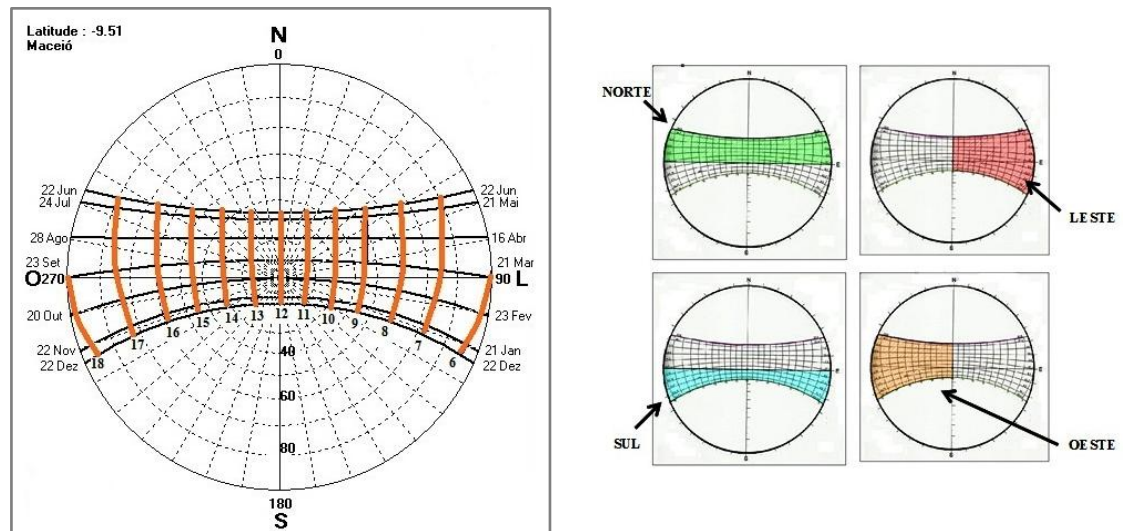 Latitude : -9.51
Maceió
N
0
22 Jun
24 Jul
28 Ago
23 Set
O270
20 Out
22 Nov
22 Dez
22 Jun
21 Mai
16 Abr
21 Mar
90 L
23 Fev
21 Jan
22 Dez
18 17 16 15 14 13 12 11 10 9 8 7 6
40
60
80
180
S
NORTE
LESTE
SUL
OESTE
N
E
N
E
N
E
N
E